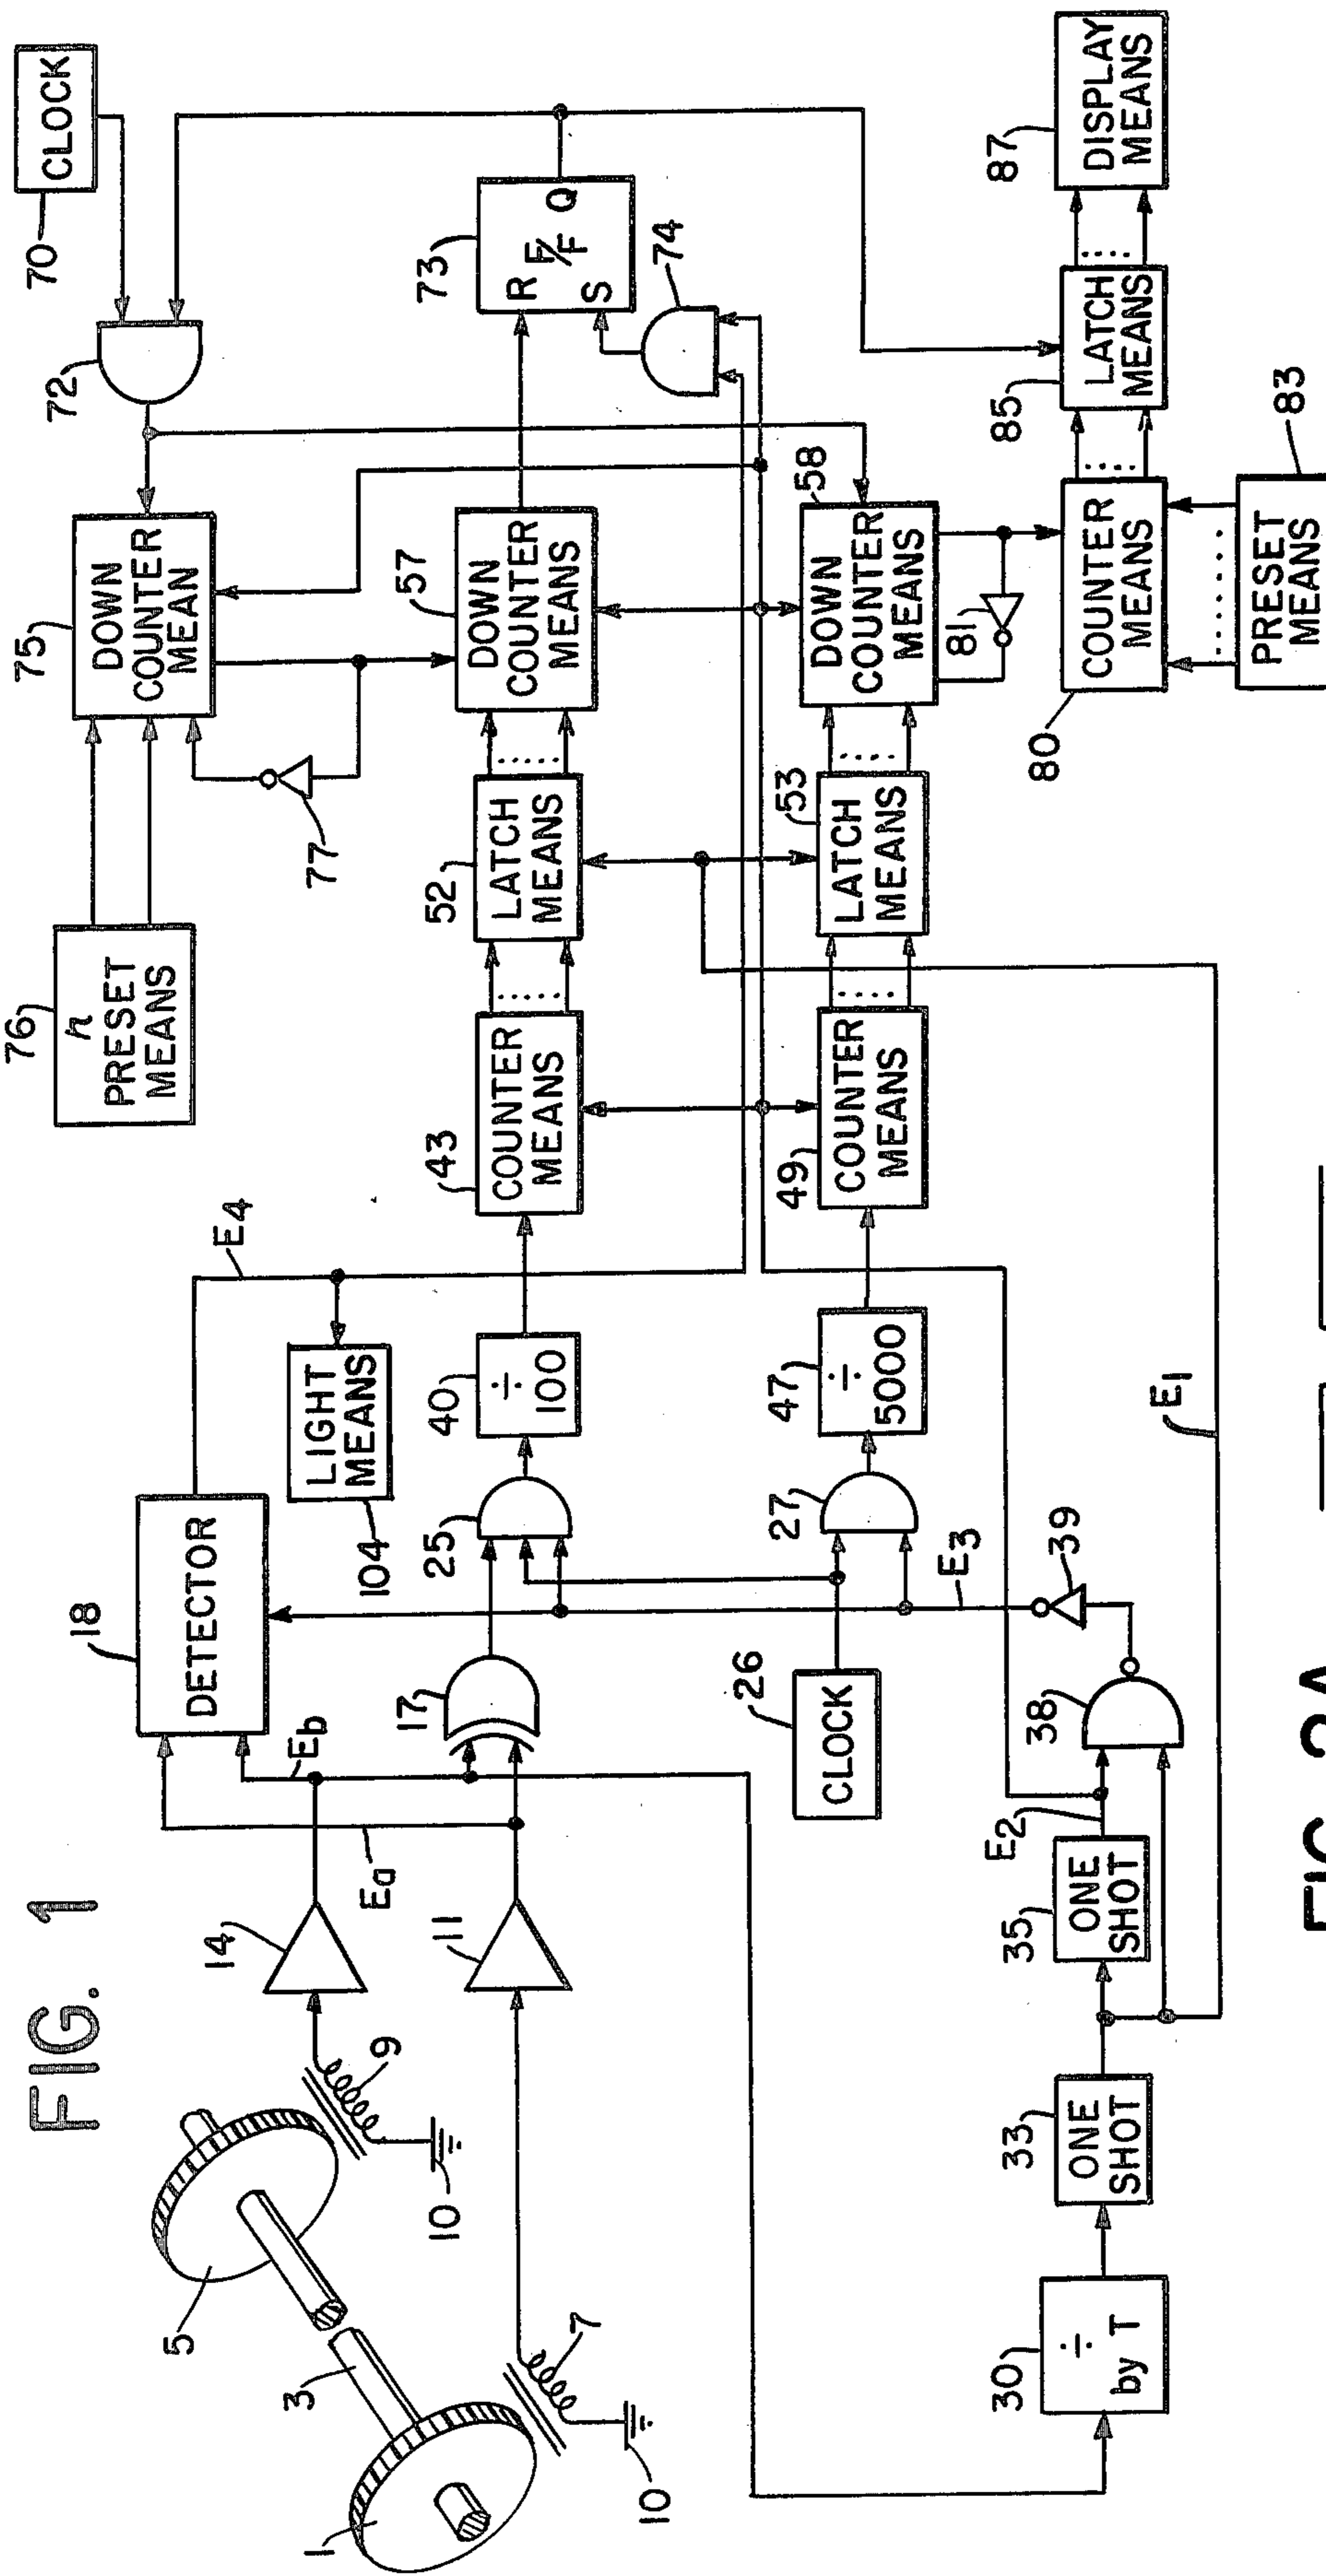 FIG. 1
5
3
1
9
10
7
10
14
11
Ea
Eb
18
DETECTOR
E4
LIGHT
MEANS
104
17
25
40
÷
100
43
COUNTER
MEANS
52
LATCH
MEANS
57
DOWN
COUNTER
MEANS
76
n
PRESET
MEANS
77
75
DOWN
COUNTER
MEAN
72
70
CLOCK
73
R
F/F
S
Q
74
26
CLOCK
27
47
÷
5000
49
COUNTER
MEANS
53
LATCH
MEANS
58
DOWN
COUNTER
MEANS
81
30
÷
by T
33
ONE
SHOT
35
ONE
SHOT
E2
38
39
E3
E1
80
COUNTER
MEANS
83
PRESET
MEANS
85
LATCH
MEANS
87
DISPLAY
MEANS